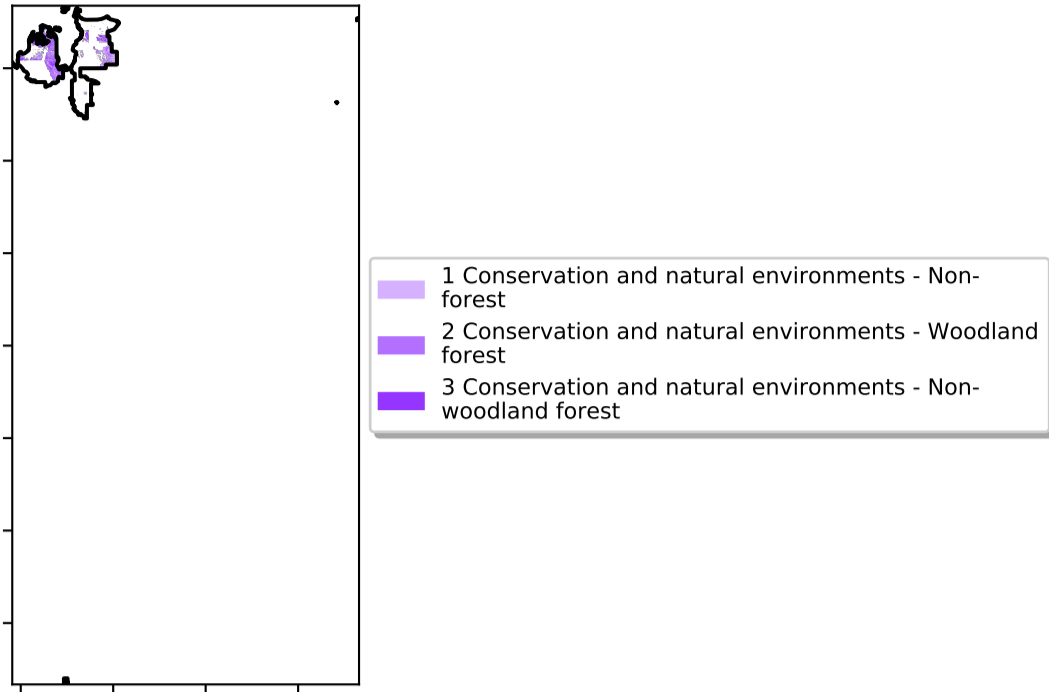 1 Conservation and natural environments - Non-
forest
2 Conservation and natural environments - Woodland
forest
3 Conservation and natural environments - Non-
woodland forest